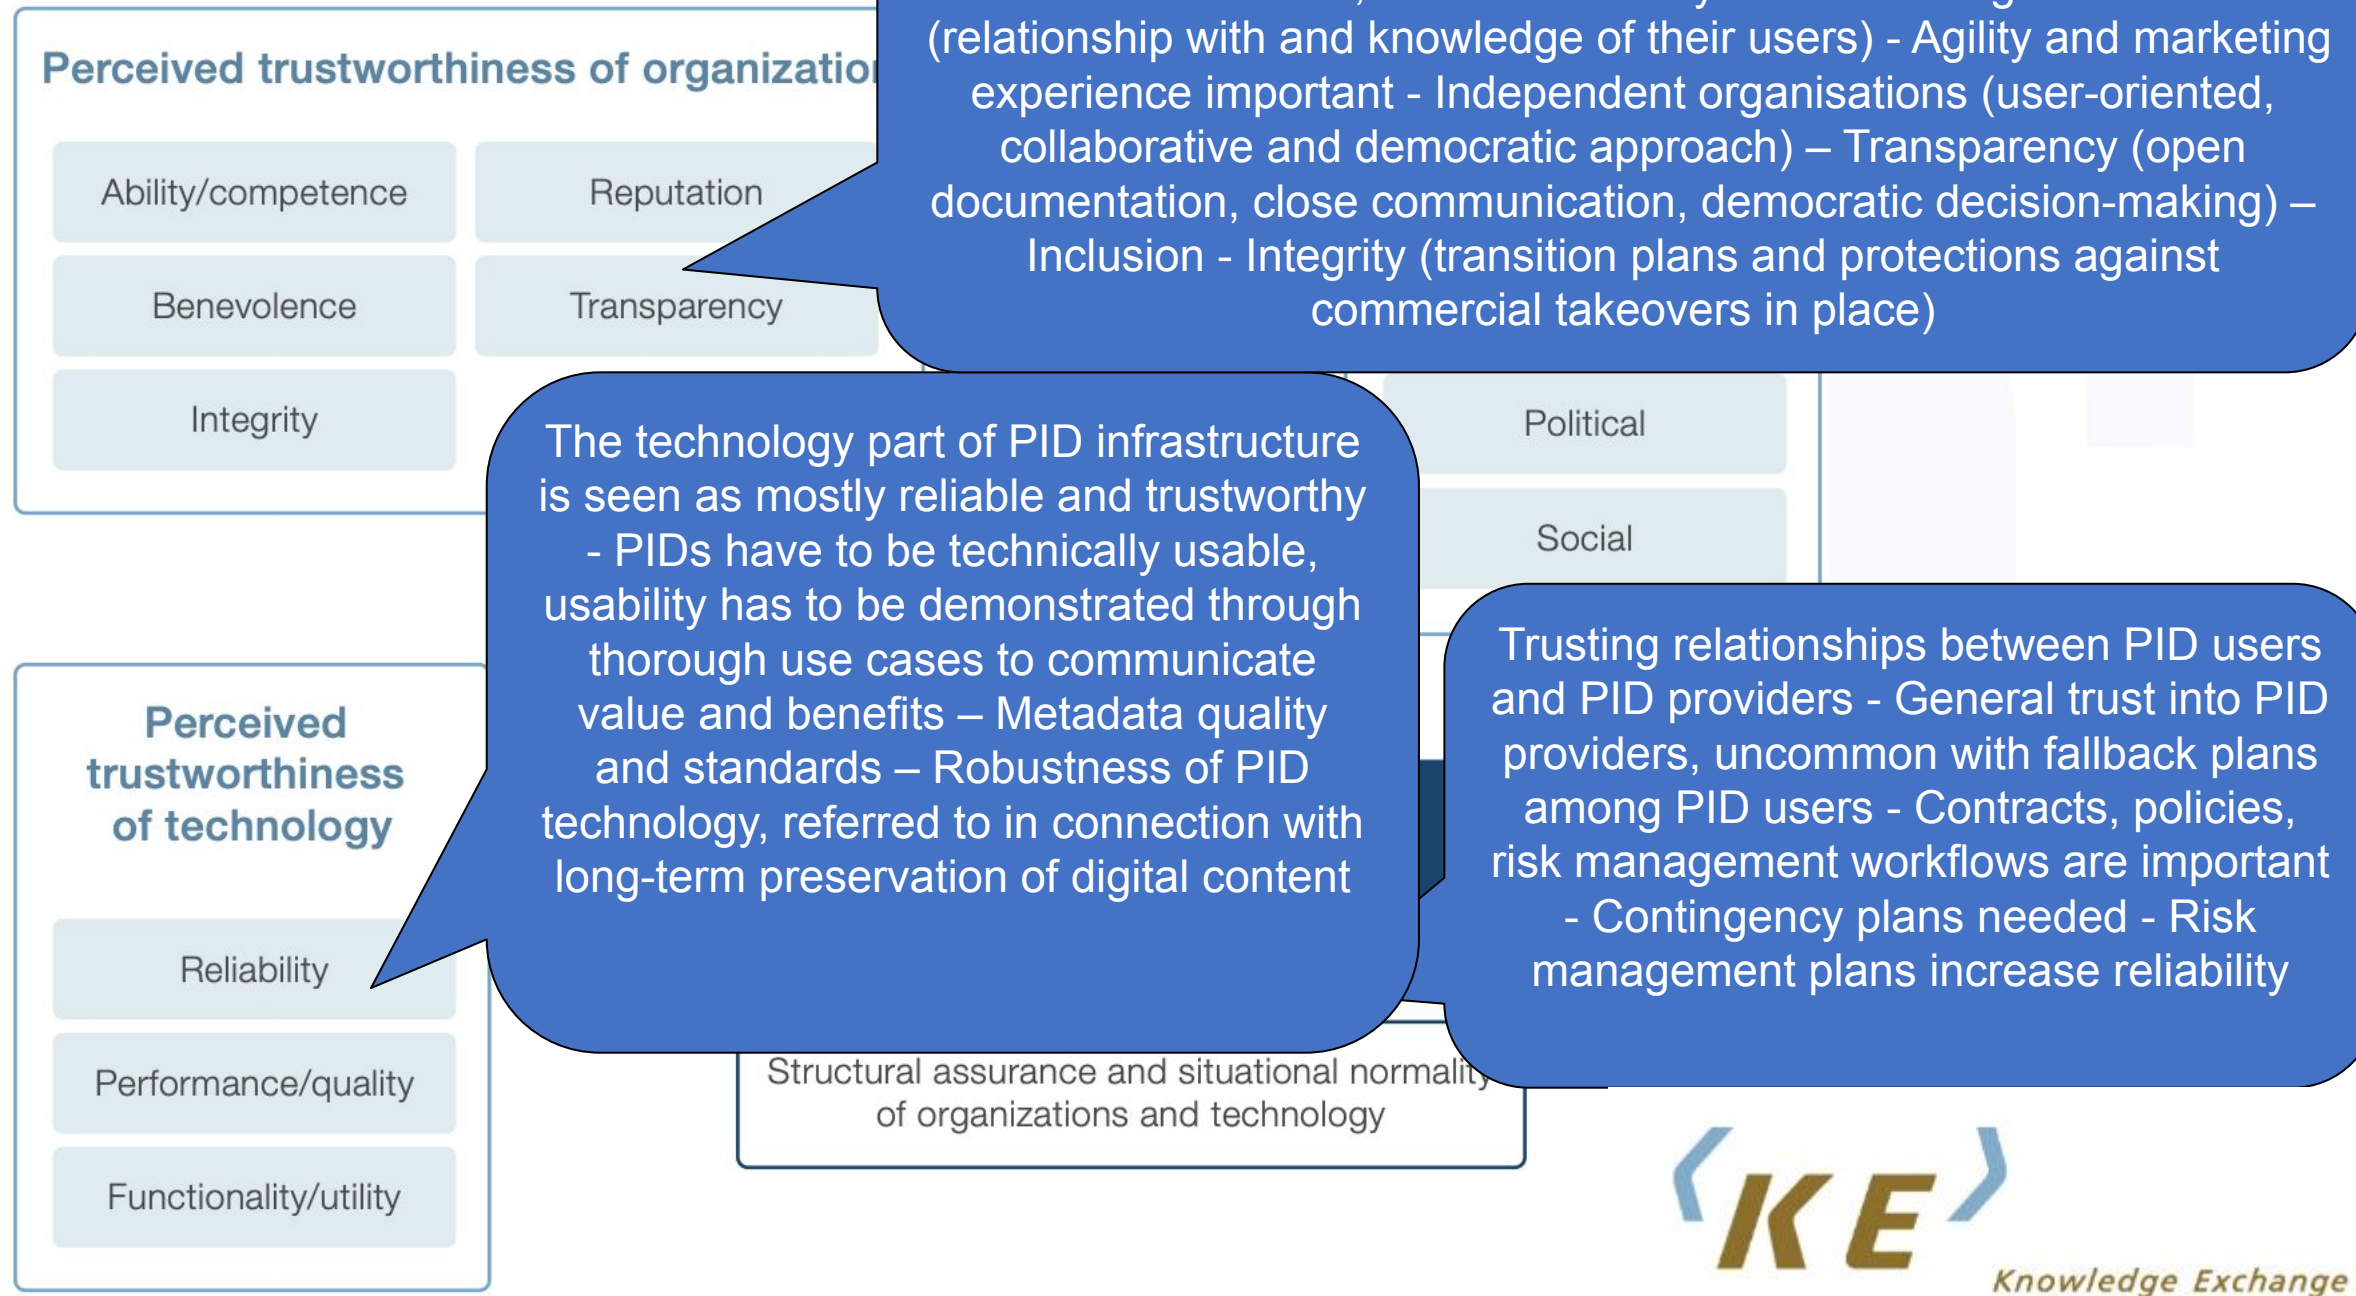 (relationship with and knowledge of their users) - Agility and marketing
experience important - Independent organisations (user-oriented,
collaborative and democratic approach) – Transparency (open
documentation, close communication, democratic decision-making) –
Inclusion - Integrity (transition plans and protections against
commercial takeovers in place)
Perceived trustworthiness of
Ability/competence
Reputation
Benevolence
Transparency
Integrity
Political
Social
The technology part of PID infrastructure
is seen as mostly reliable and trustworthy
- PIDs have to be technically usable,
usability has to be demonstrated through
thorough use cases to communicate
value and benefits – Metadata quality
and standards – Robustness of PID
technology, referred to in connection with
long-term preservation of digital content
Trusting relationships between PID users
and PID providers - General trust into PID
providers, uncommon with fallback plans
among PID users - Contracts, policies,
risk management workflows are important
- Contingency plans needed - Risk
management plans increase reliability
Perceived
trustworthiness
of technology
Reliability
Performance/quality
Functionality/utility
Structural assurance and situational normality
of organizations and technology
KE
Knowledge Exchange